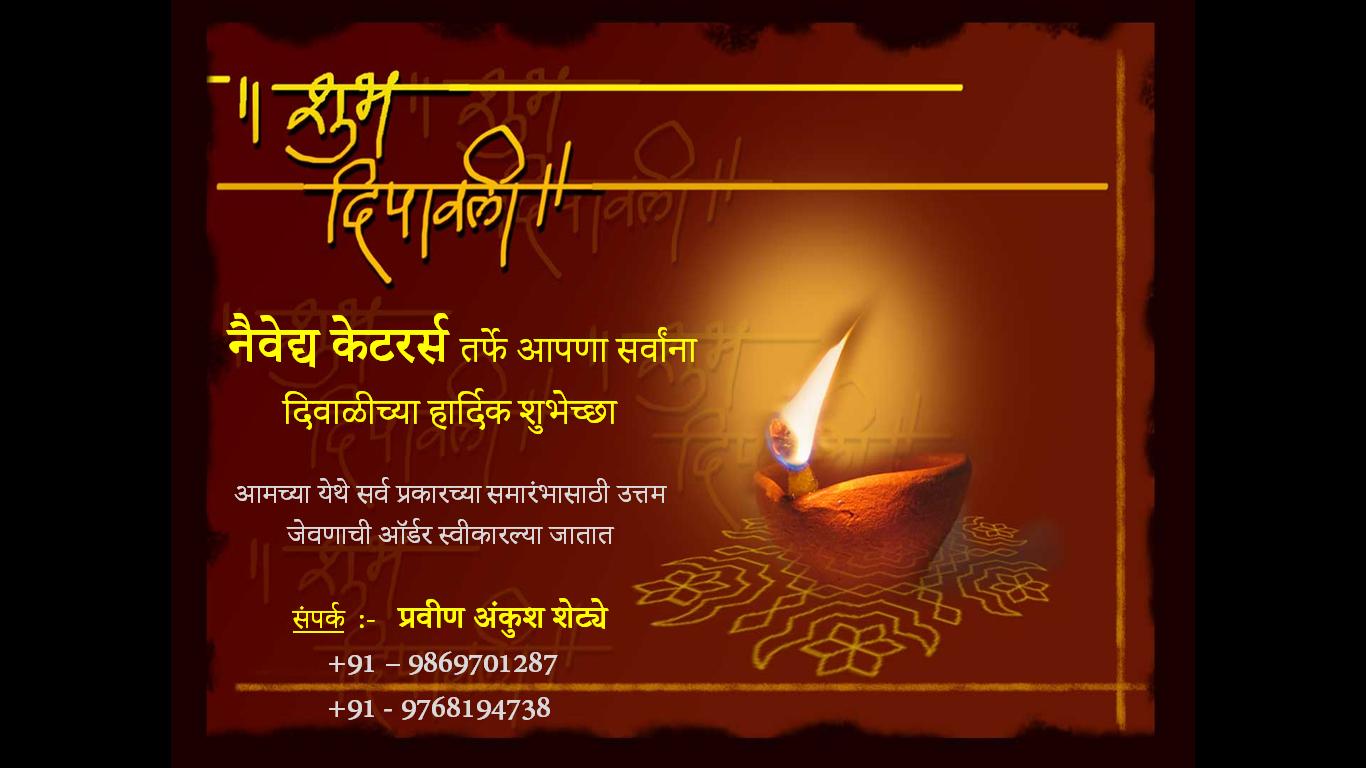 ॥ शुभ
दिपावली ॥
नैवेद्य केटरर्स तर्फे आपणा सर्वांना
दिवाळीच्या हार्दिक शुभेच्छा
आमच्या येथे सर्व प्रकारच्या समारंभासाठी उत्तम
जेवणाची ऑर्डर स्वीकारल्या जातात
संपर्क :- प्रवीण अंकुश शेट्ये
+91 – 9869701287
+91 - 9768194738